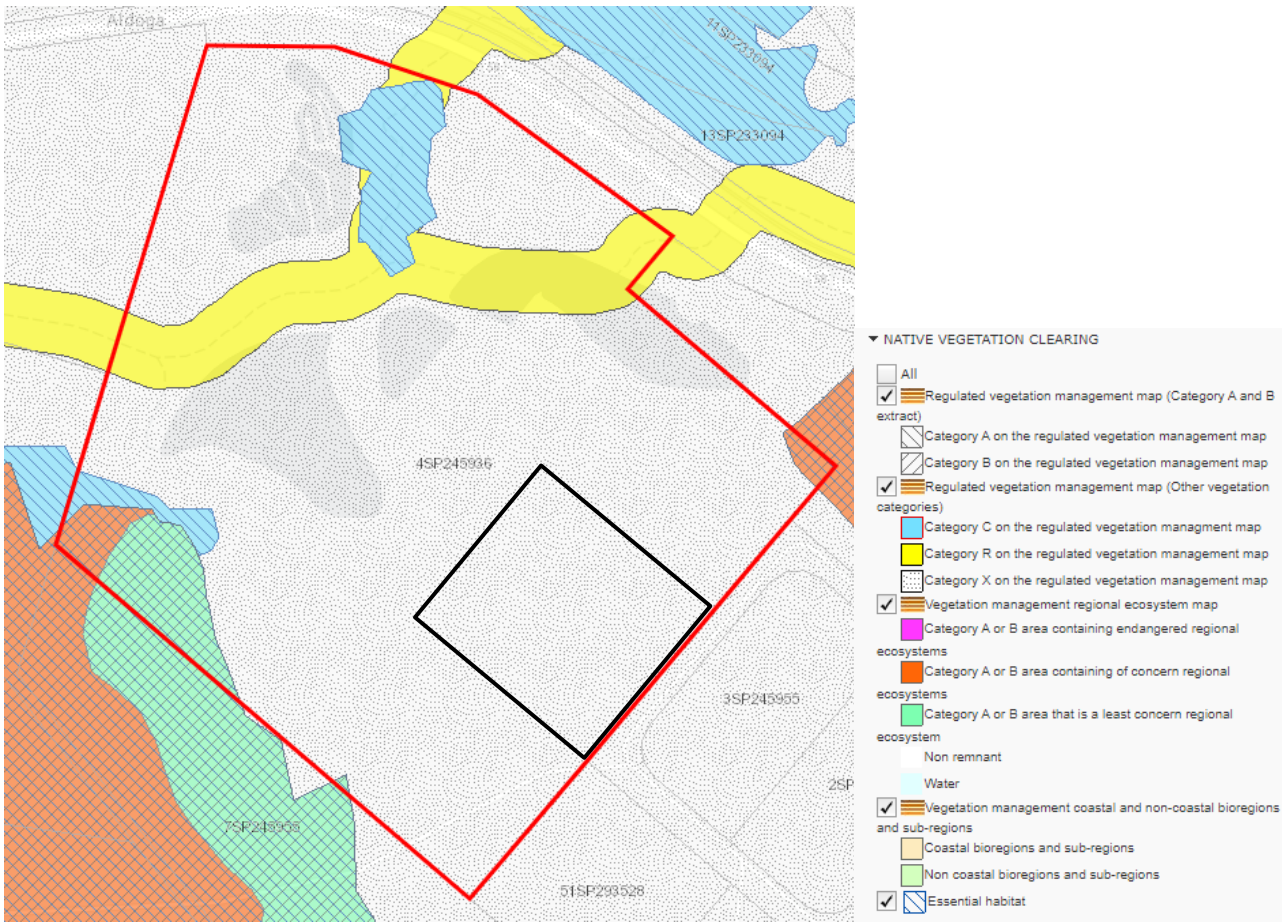 Aldoga
14SP233094
13SP233094
4SP245936
3SP245955
2SP
7SP245955
51SP293528
NATIVE VEGETATION CLEARING
All
Regulated vegetation management map (Category A and B
extract)
Category A on the regulated vegetation management map
Category B on the regulated vegetation management map
Regulated vegetation management map (Other vegetation
categories)
Category C on the regulated vegetation managment map
Category R on the regulated vegetation management map
Category X on the regulated vegetation management map
Vegetation management regional ecosystem map
Category A or B area containing endangered regional
ecosystems
Category A or B area containing of concern regional
ecosystems
Category A or B area that is a least concern regional
ecosystem
Non remnant
Water
Vegetation management coastal and non-coastal bioregions
and sub-regions
Coastal bioregions and sub-regions
Non coastal bioregions and sub-regions
Essential habitat